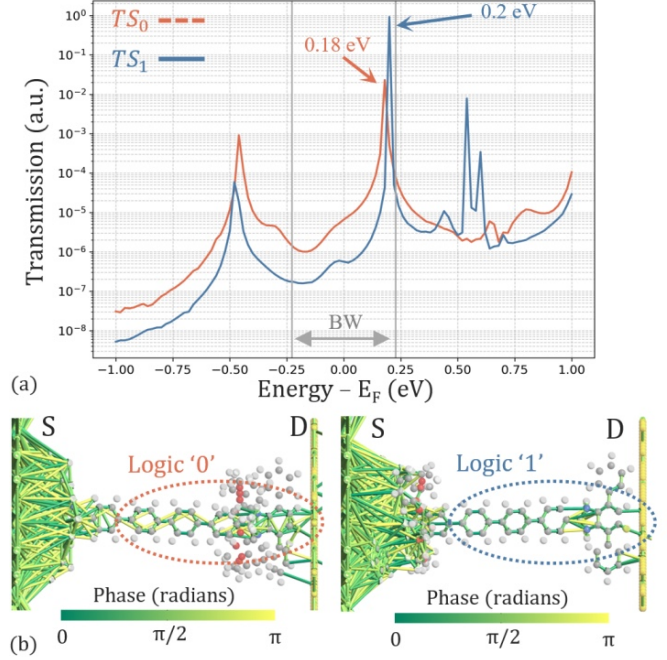 TS0
TS1
0.2 eV
0.18 eV
Transmission (a.u.)
10⁰
10⁻¹
10⁻²
10⁻³
10⁻⁴
10⁻⁵
10⁻⁶
10⁻⁷
10⁻⁸
BW
−1.00 −0.75 −0.50 −0.25 0.00 0.25 0.50 0.75 1.00
(a) Energy – EF (eV)
S D S D
Logic ‘0’ Logic ‘1’
Phase (radians) Phase (radians)
0 π/2 π 0 π/2 π
(b)